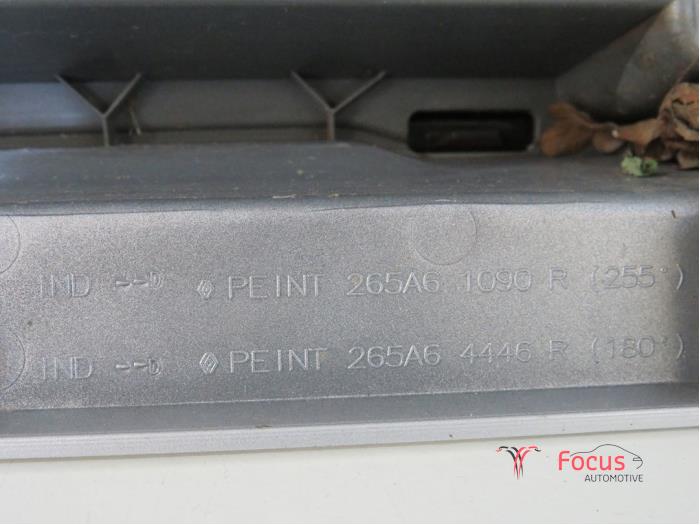 IND --D PEINT 265A6 1090 R (255°)
IND --D PEINT 265A6 4446 R (180°)
Focus
AUTOMOTIVE